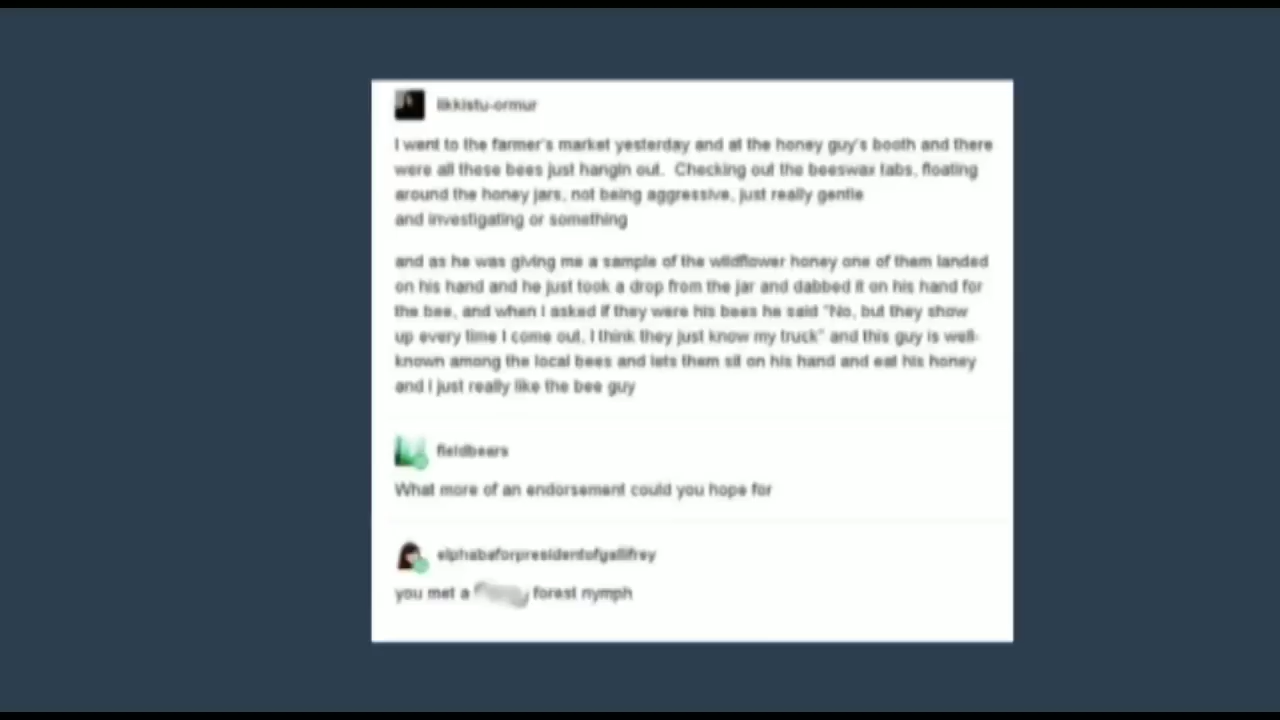 likkistu-ormur
I went to the farmer's market yesterday and at the honey guy's booth and there
were all these bees just hangin out.  Checking out the beeswax tabs, floating
around the honey jars, not being aggressive, just really gentle
and investigating or something
and as he was giving me a sample of the wildflower honey one of them landed
on his hand and he just took a drop from the jar and dabbed it on his hand for
the bee, and when I asked if they were his bees he said "No, but they show
up every time I come out, I think they just know my truck" and this guy is well-
known among the local bees and lets them sit on his hand and eat his honey
and I just really like the bee guy
fieldbears
What more of an endorsement could you hope for
elphabaforpresidentofgallifrey
you met a forest nymph